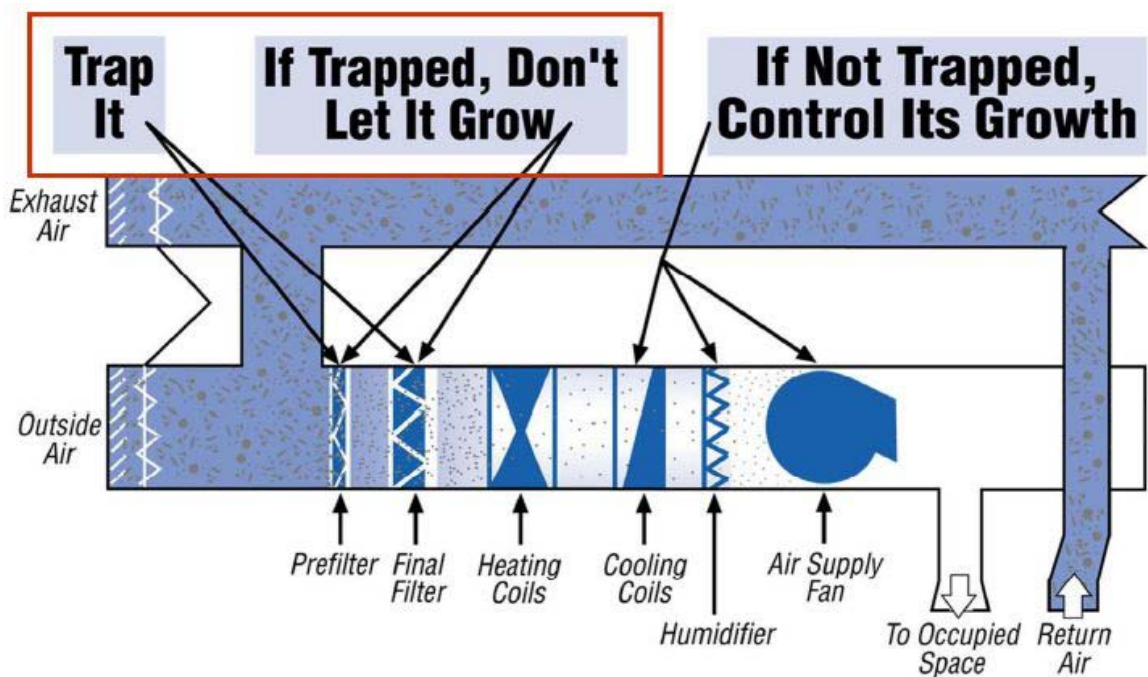 Trap
It
If Trapped, Don't
Let It Grow
If Not Trapped,
Control Its Growth
Exhaust
Air
Outside
Air
Prefilter
Final
Filter
Heating
Coils
Cooling
Coils
Humidifier
Air Supply
Fan
To Occupied
Space
Return
Air